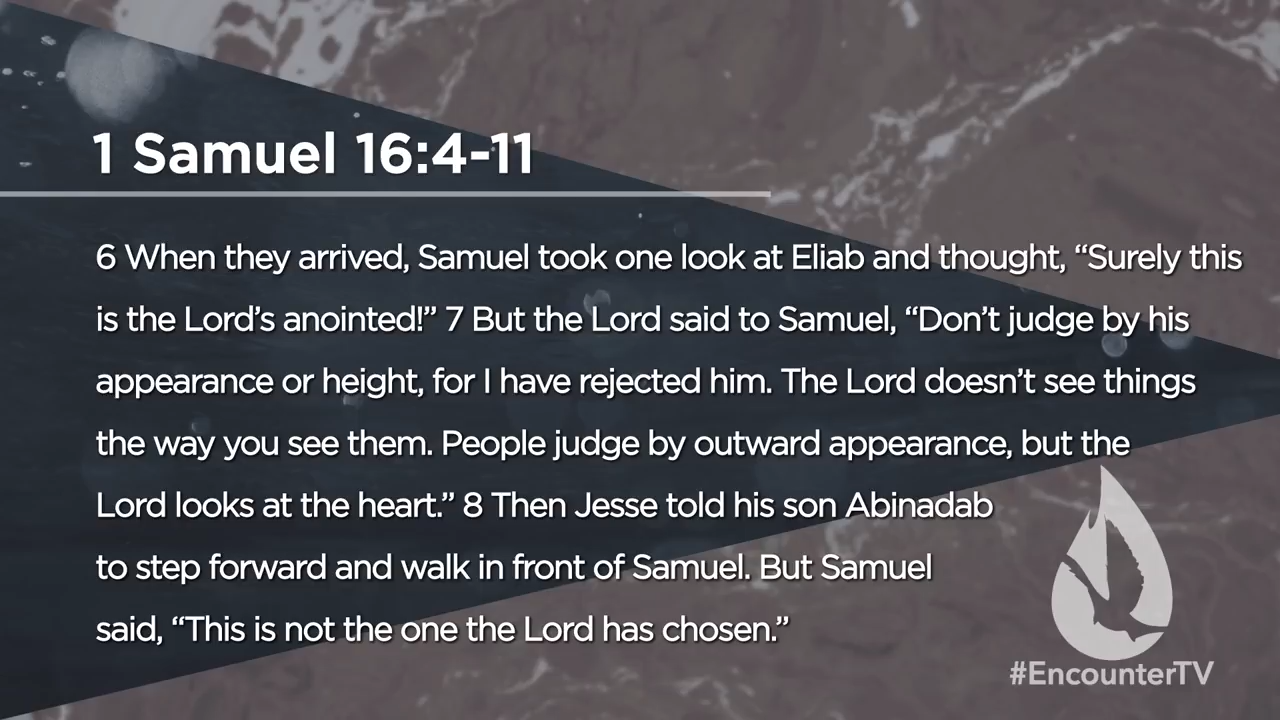 1 Samuel 16:4-11
6 When they arrived, Samuel took one look at Eliab and thought, “Surely this
is the Lord’s anointed!” 7 But the Lord said to Samuel, “Don’t judge by his
appearance or height, for I have rejected him. The Lord doesn’t see things
the way you see them. People judge by outward appearance, but the
Lord looks at the heart.” 8 Then Jesse told his son Abinadab
to step forward and walk in front of Samuel. But Samuel
said, “This is not the one the Lord has chosen.”
#EncounterTV